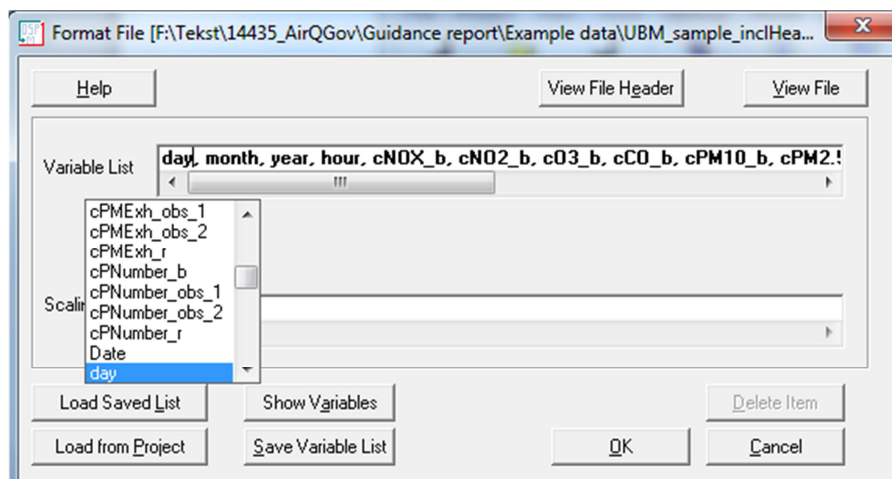 Format File [F:\Tekst\14435_AirQGov\Guidance report\Example data\UBM_sample_inclHea...
Help
View File Header
View File
Variable List
day, month, year, hour, cNOX_b, cNO2_b, cO3_b, cCO_b, cPM10_b, cPM2.5
cPMExh_obs_1
cPMExh_obs_2
cPMExh_r
cPNumber_b
cPNumber_obs_1
cPNumber_obs_2
cPNumber_r
Date
day
Load Saved List
Show Variables
Delete Item
Load from Project
Save Variable List
OK
Cancel